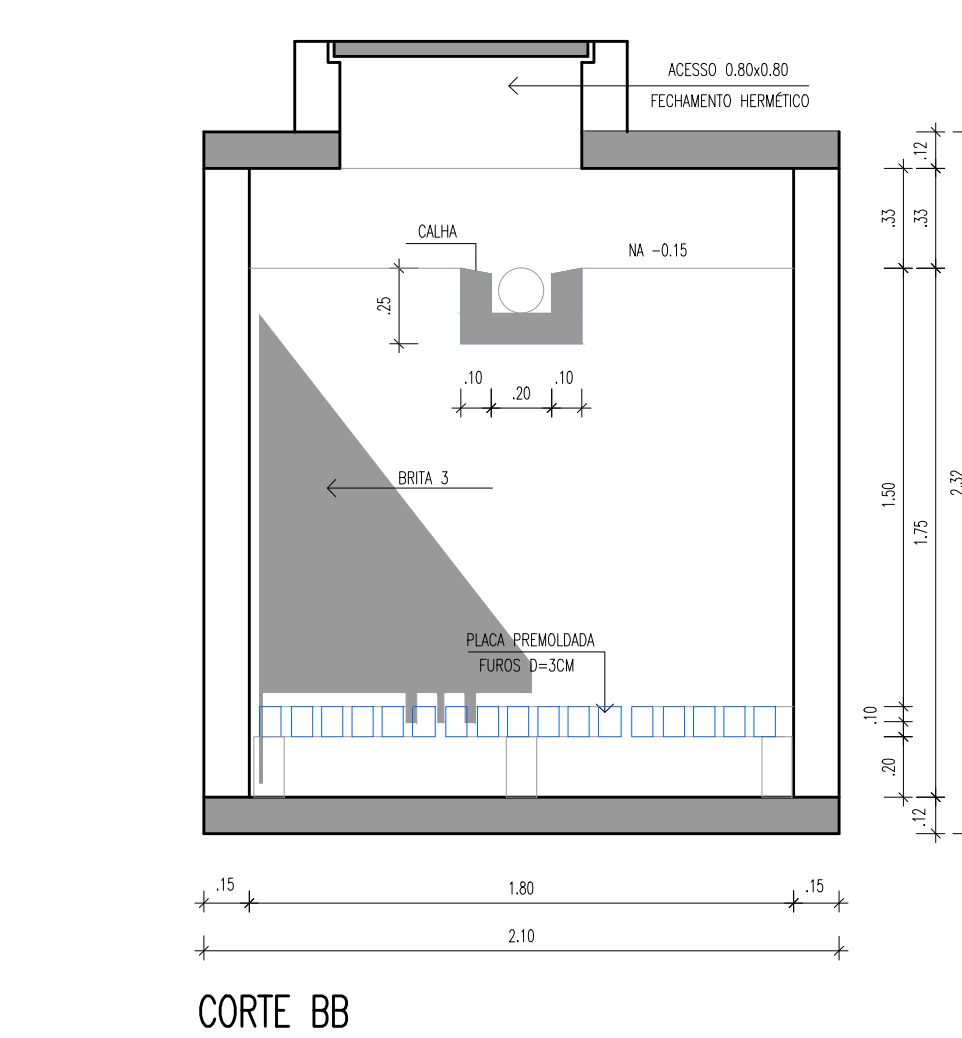 ACESSO 0.80x0.80
FECHAMENTO HERMÉTICO
.12
.33
.33
CALHA
NA -0.15
.25
.10
.20
.10
BRITA 3
1.50
1.75
2.32
PLACA PREMOLDADA
FUROS D=3CM
.10
.20
.12
.15
1.80
.15
2.10
CORTE BB